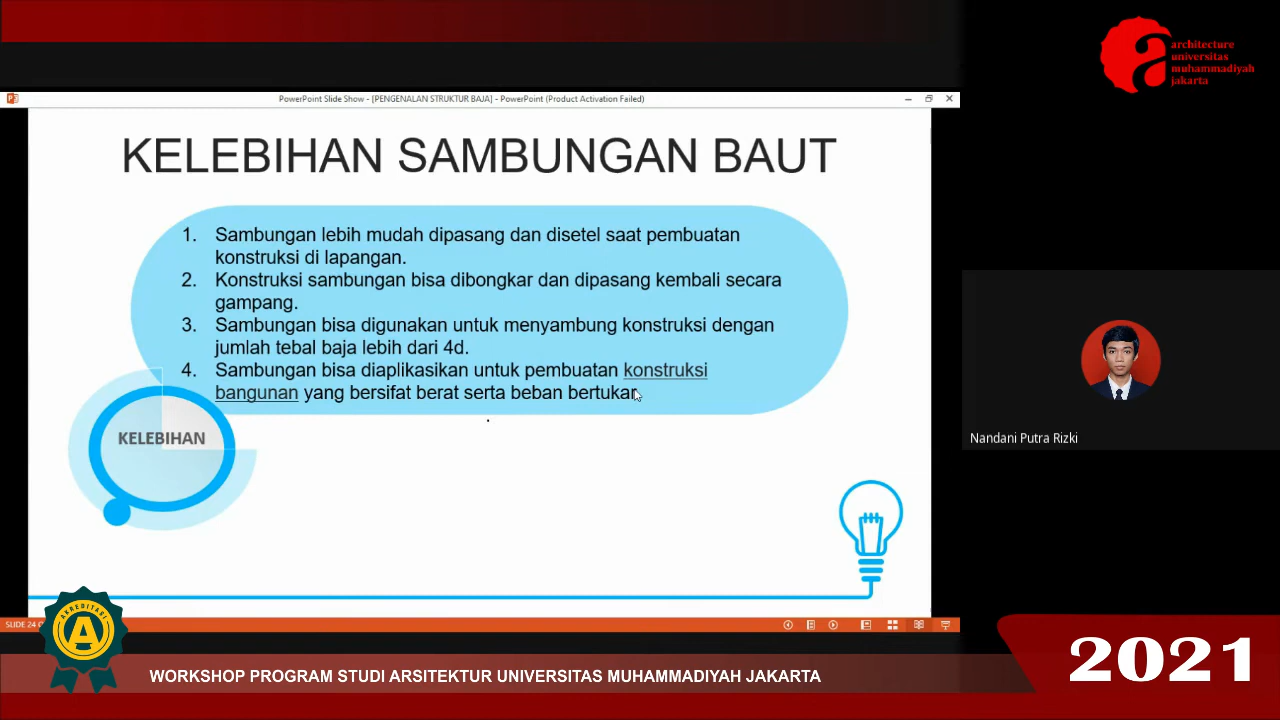 architecture
universitas
muhammadiyah
jakarta
PowerPoint Slide Show - [PENGENALAN STRUKTUR BAJA] - PowerPoint (Product Activation Failed)
KELEBIHAN SAMBUNGAN BAUT
1. Sambungan lebih mudah dipasang dan disetel saat pembuatan
konstruksi di lapangan.
2. Konstruksi sambungan bisa dibongkar dan dipasang kembali secara
gampang.
3. Sambungan bisa digunakan untuk menyambung konstruksi dengan
jumlah tebal baja lebih dari 4d.
4. Sambungan bisa diaplikasikan untuk pembuatan konstruksi
bangunan yang bersifat berat serta beban bertukar
.
KELEBIHAN
Nandani Putra Rizki
SLIDE 24
AKREDITASI
A
WORKSHOP PROGRAM STUDI ARSITEKTUR UNIVERSITAS MUHAMMADIYAH JAKARTA
2021